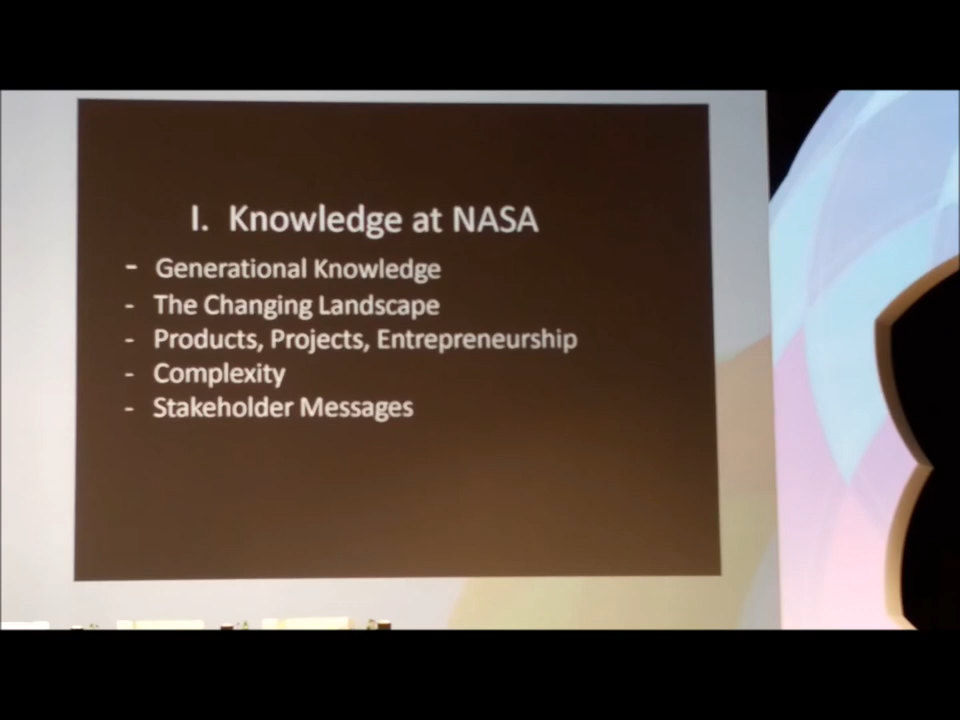 I. Knowledge at NASA
- Generational Knowledge
- The Changing Landscape
- Products, Projects, Entrepreneurship
- Complexity
- Stakeholder Messages